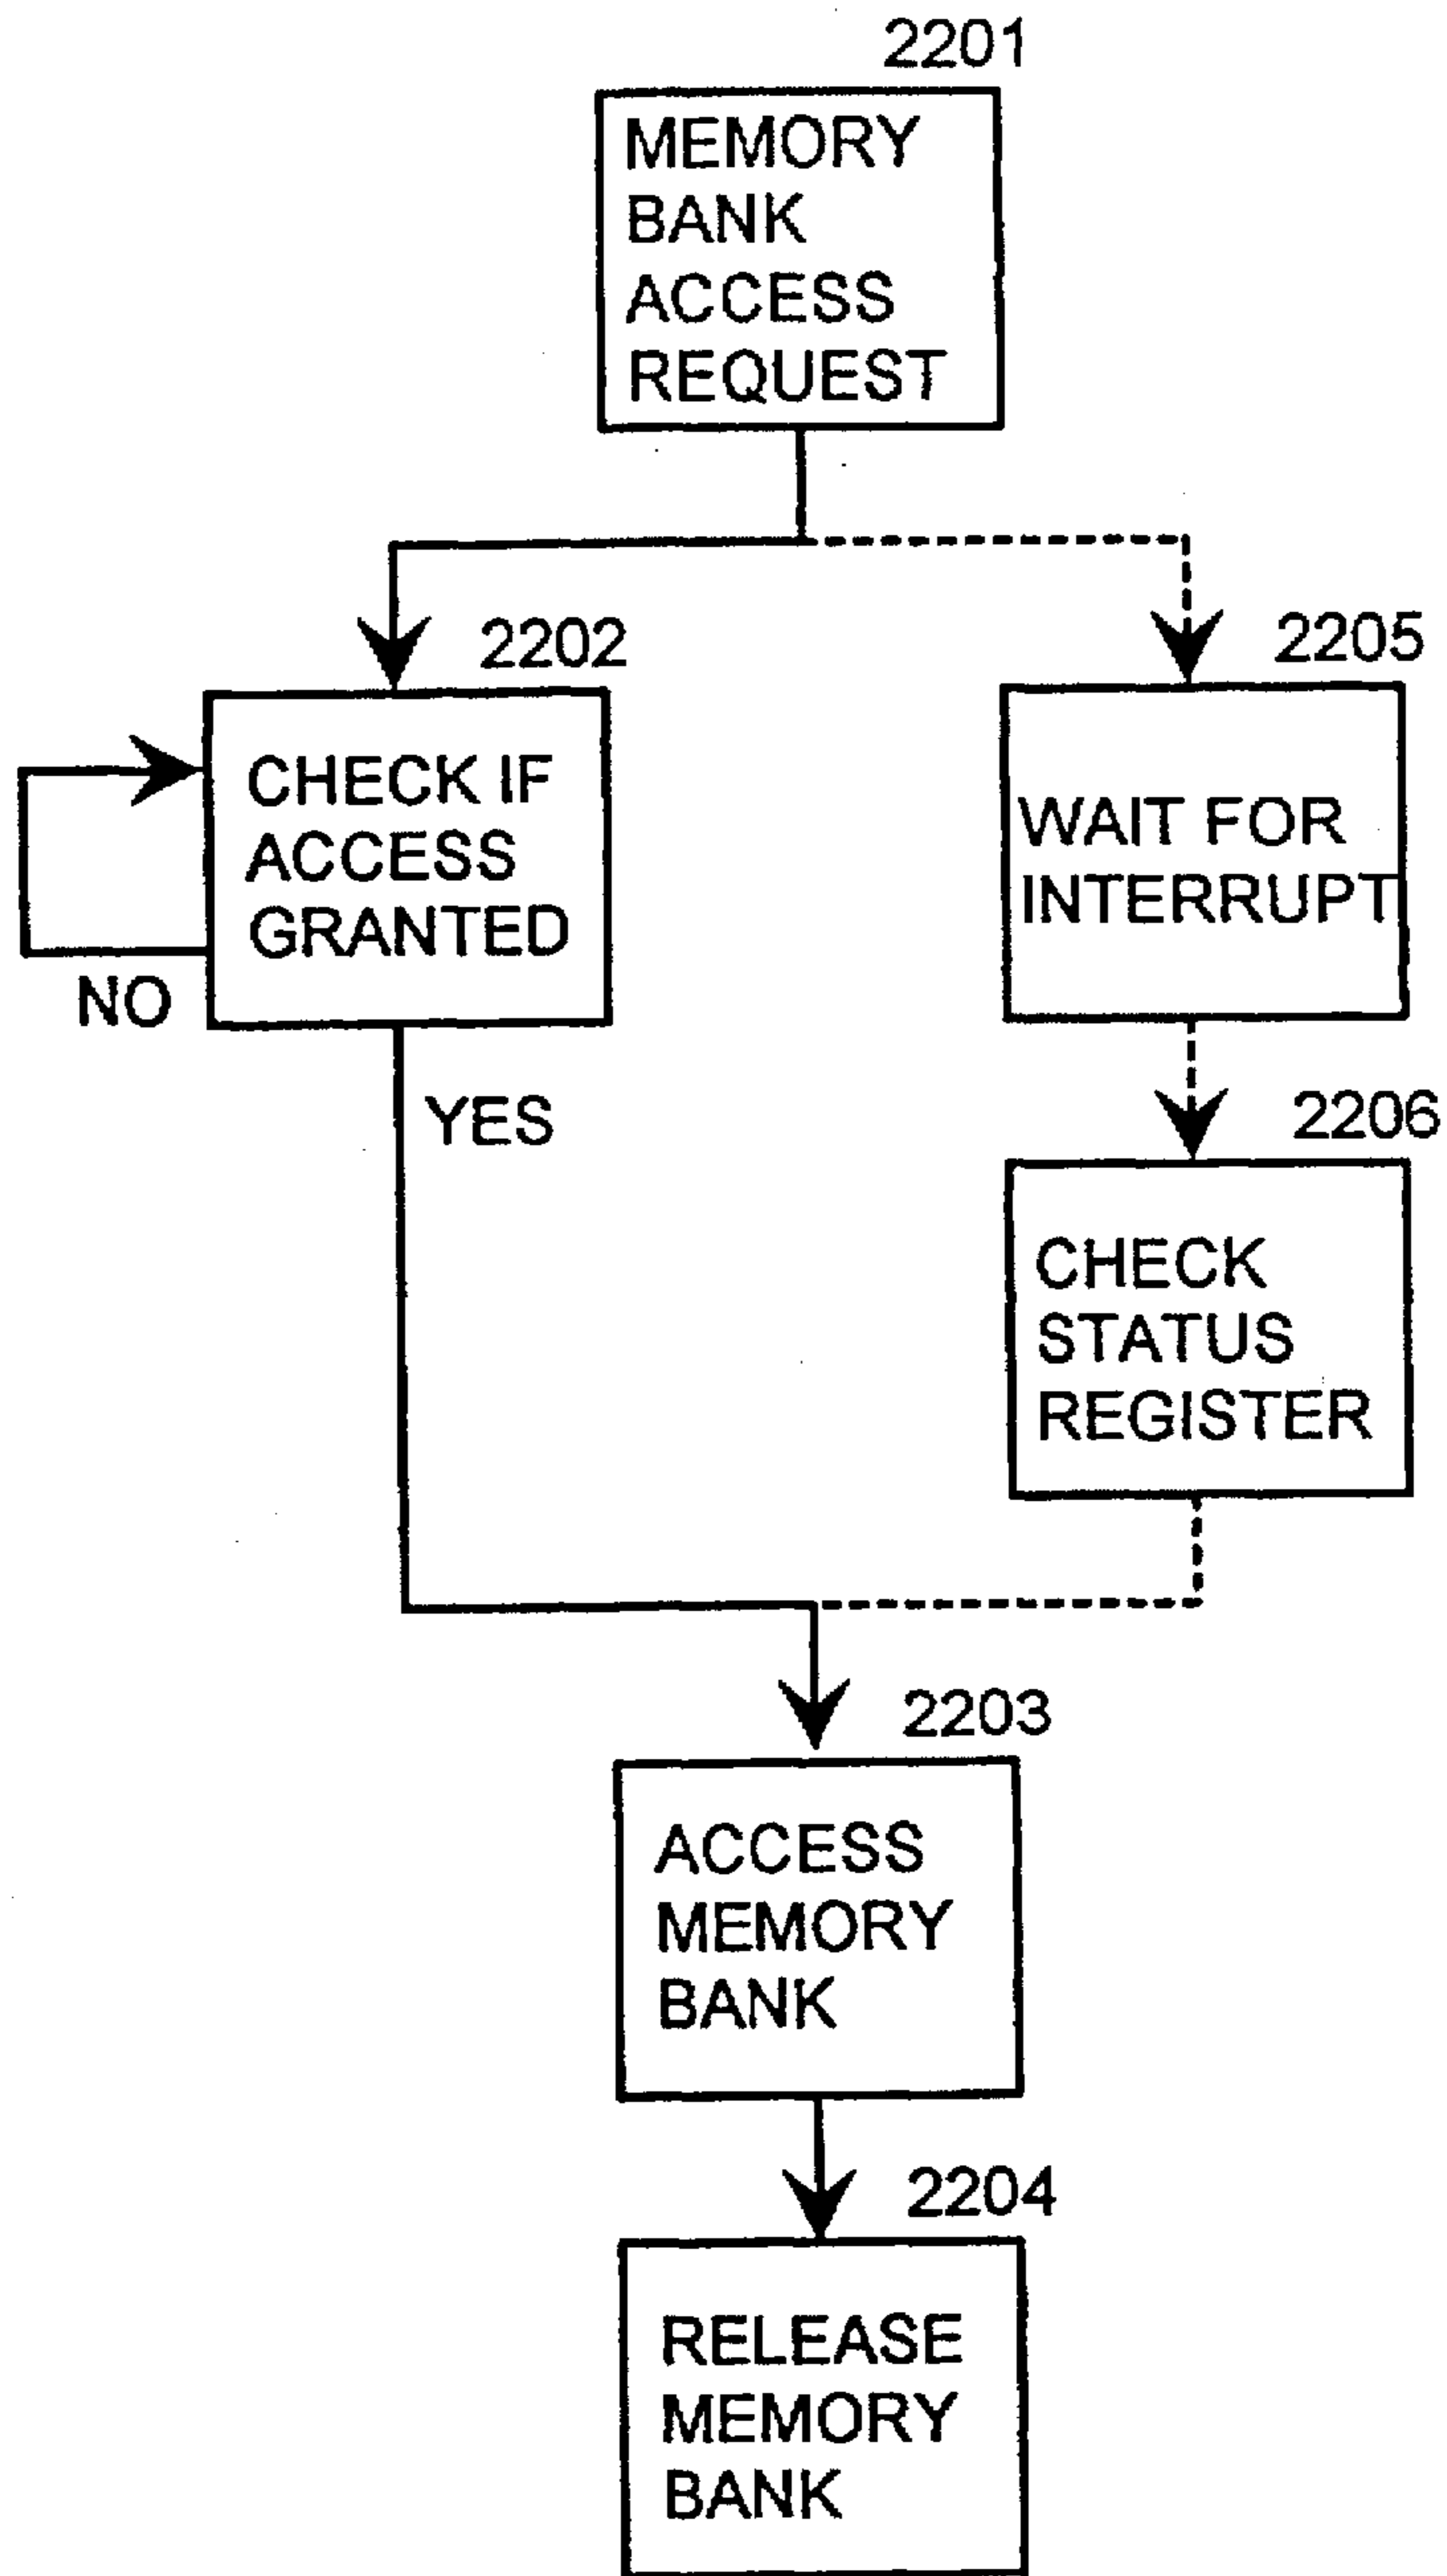 2201
MEMORY
BANK
ACCESS
REQUEST
2202
CHECK IF
ACCESS
GRANTED
NO
YES
2205
WAIT FOR
INTERRUPT
2206
CHECK
STATUS
REGISTER
2203
ACCESS
MEMORY
BANK
2204
RELEASE
MEMORY
BANK